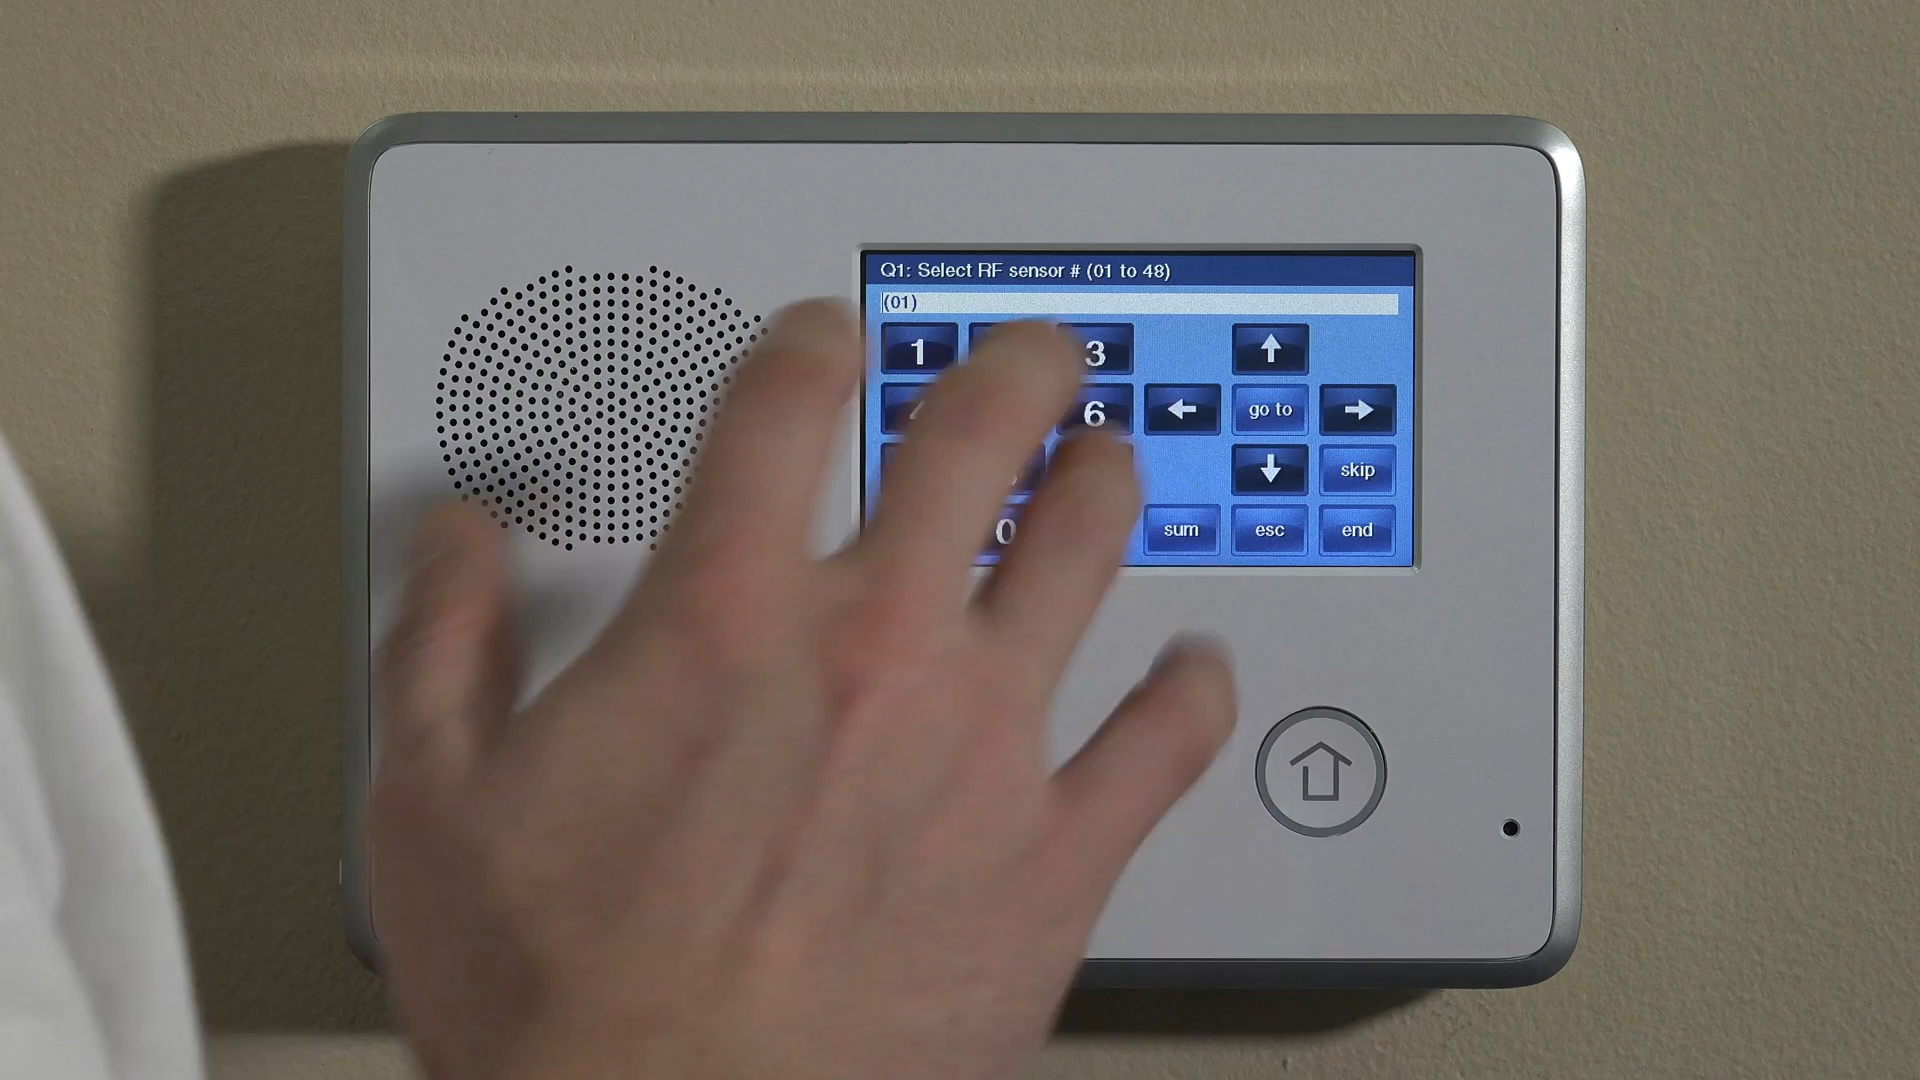 Q1: Select RF sensor # (01 to 48)
(01)
1 3
6 go to
skip
0 sum esc end